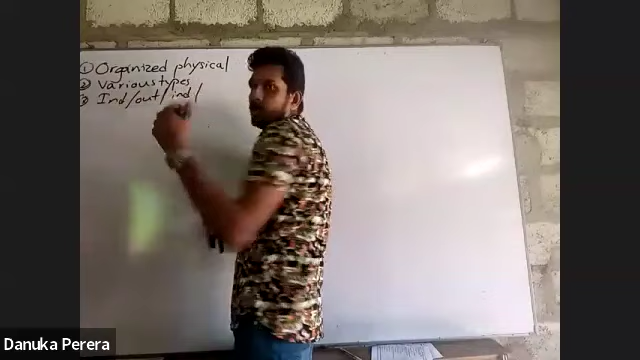 ① Organized physical
② Various types
③ Ind/out/ind/
Danuka Perera